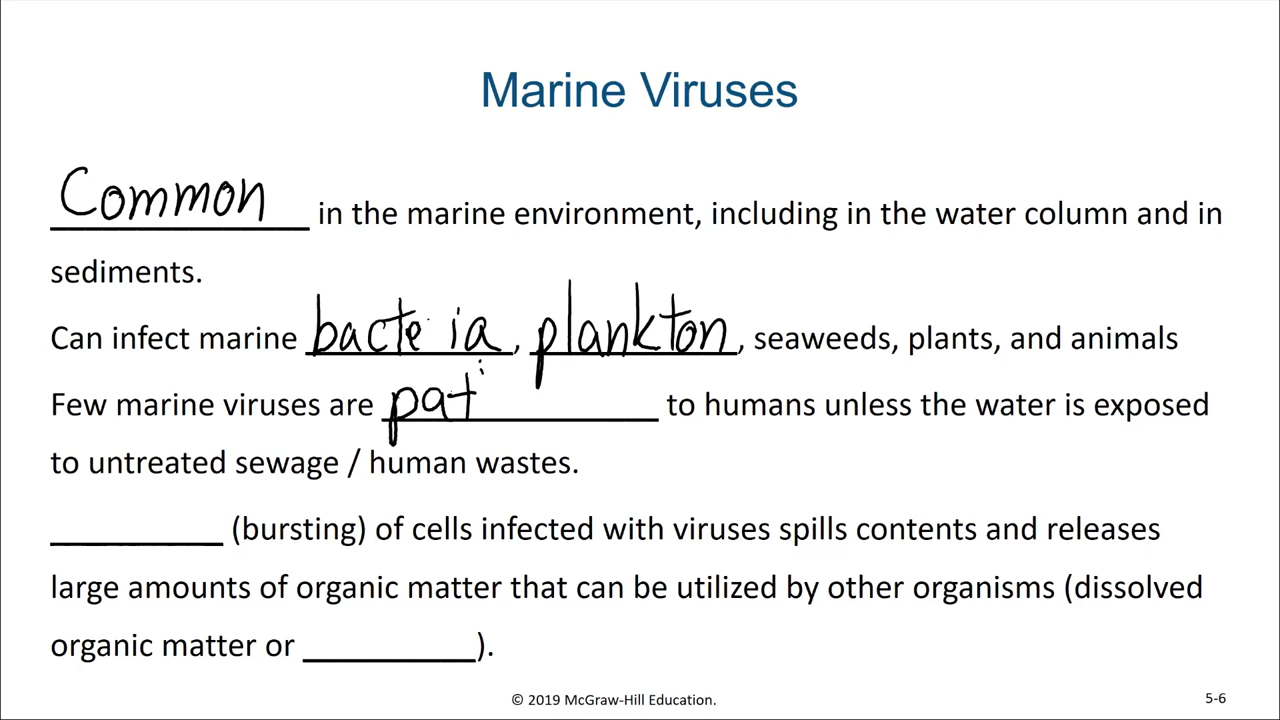 Marine Viruses
Common in the marine environment, including in the water column and in
sediments.
Can infect marine bacte ia, plankton, seaweeds, plants, and animals
Few marine viruses are pat to humans unless the water is exposed
to untreated sewage / human wastes.
__________ (bursting) of cells infected with viruses spills contents and releases
large amounts of organic matter that can be utilized by other organisms (dissolved
organic matter or __________).
© 2019 McGraw-Hill Education.
5-6